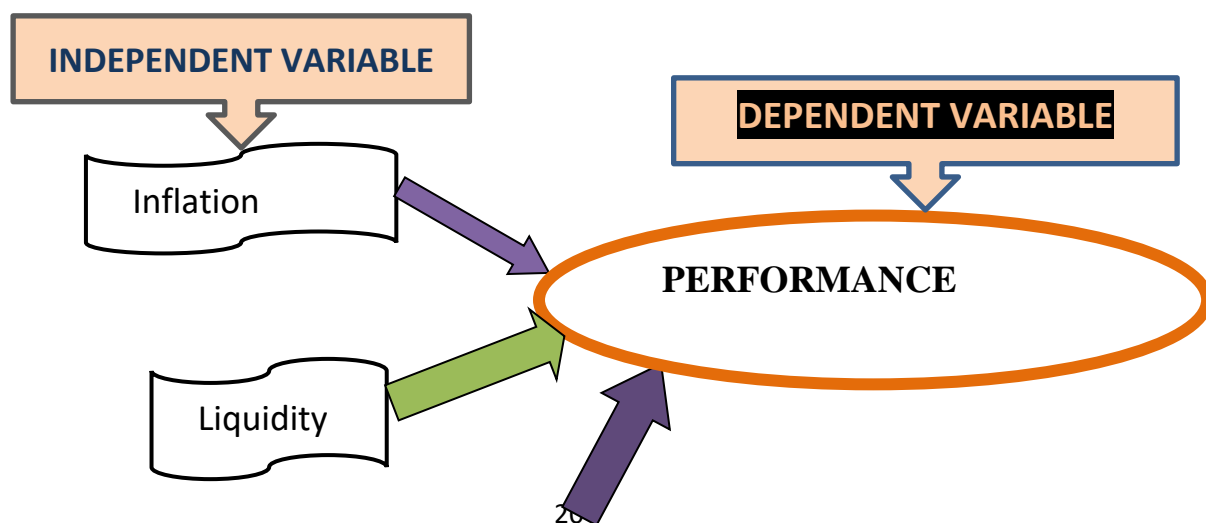 INDEPENDENT VARIABLE
DEPENDENT VARIABLE
Inflation
PERFORMANCE
Liquidity